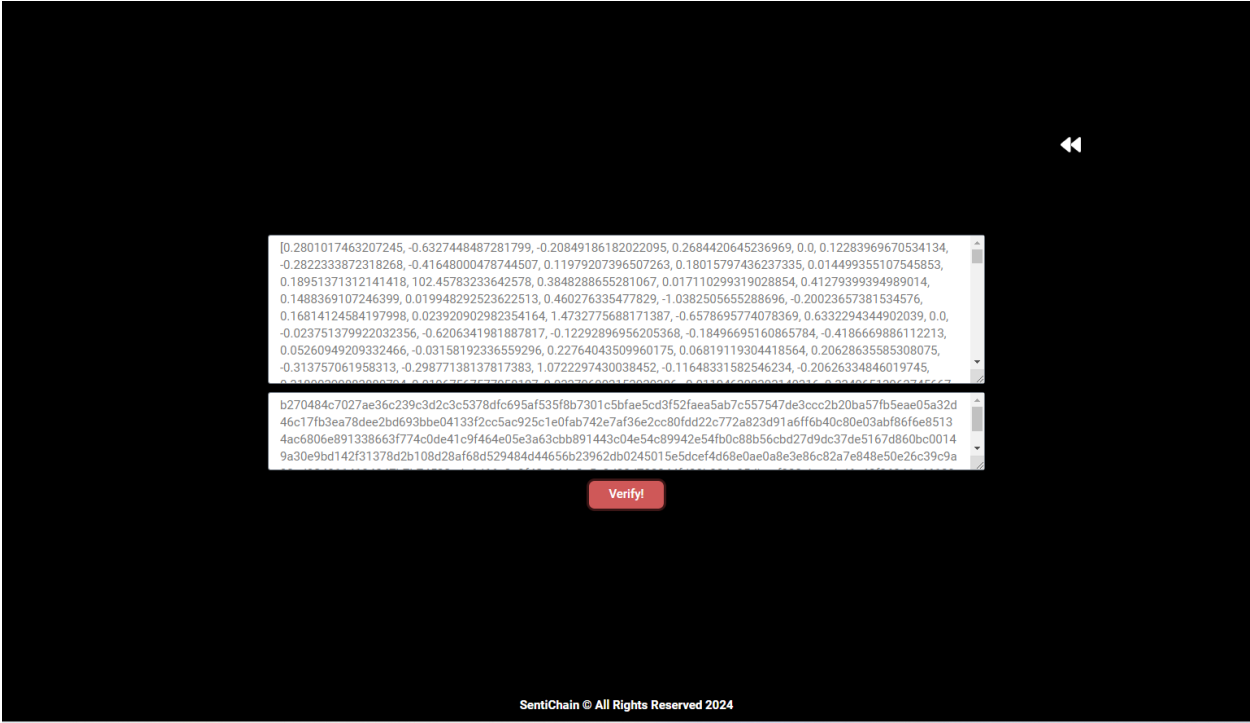 [0.2801017463207245, -0.6327448487281799, -0.20849186182022095, 0.2684420645236969, 0.0, 0.12283969670534134,
-0.2822333872318268, -0.41648000478744507, 0.11979207396507263, 0.18015797436237335, 0.014499355107545853,
0.18951371312141418, 102.45783233642578, 0.3848288655281067, 0.017110299319028854, 0.41279399394989014,
0.1488369107246399, 0.019948292523622513, 0.460276335477829, -1.0382505655288696, -0.20023657381534576,
0.16814124584197998, 0.023920902982354164, 1.4732775688171387, -0.6578695774078369, 0.6332294344902039, 0.0,
-0.023751379922032356, -0.6206341981887817, -0.12292896956205368, -0.18496695160865784, -0.4186669886112213,
0.05260949209332466, -0.03158192336559296, 0.22764043509960175, 0.06819119304418564, 0.20628635585308075,
-0.313757061958313, -0.29877138137817383, 1.0722297430038452, -0.11648331582546234, -0.20626334846019745,
b270484c7027ae36c239c3d2c3c5378dfc695af535f8b7301c5bfae5cd3f52faea5ab7c557547de3ccc2b20ba57fb5eae05a32d
46c17fb3ea78dee2bd693bbe04133f2cc5ac925c1e0fab742e7af36e2cc80fdd22c772a823d91a6ff6b40c80e03abf86f6e8513
4ac6806e891338663f774c0de41c9f464e05e3a63cbb891443c04e54c89942e54fb0c88b56cbd27d9dc37de5167d860bc0014
9a30e9bd142f31378d2b108d28af68d529484d44656b23962db0245015e5dcef4d68e0ae0a8e3e86c82a7e848e50e26c39c9a
Verify!
SentiChain © All Rights Reserved 2024